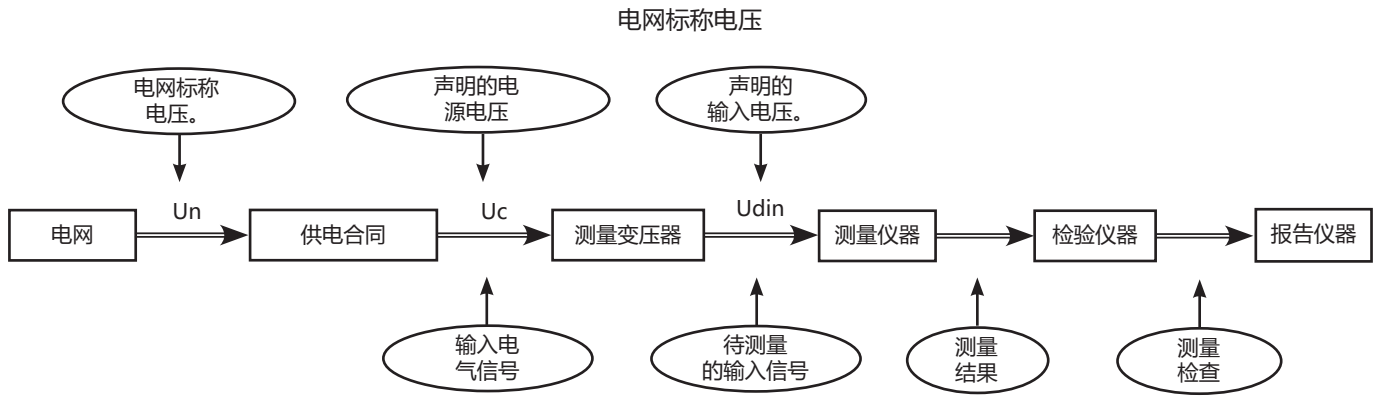 电网标称电压
电网标称
电压。
声明的电
源电压
声明的
输入电压。
Un
Uc
Udin
电网
供电合同
测量变压器
测量仪器
检验仪器
报告仪器
输入电
气信号
待测量
的输入信号
测量
结果
测量
检查